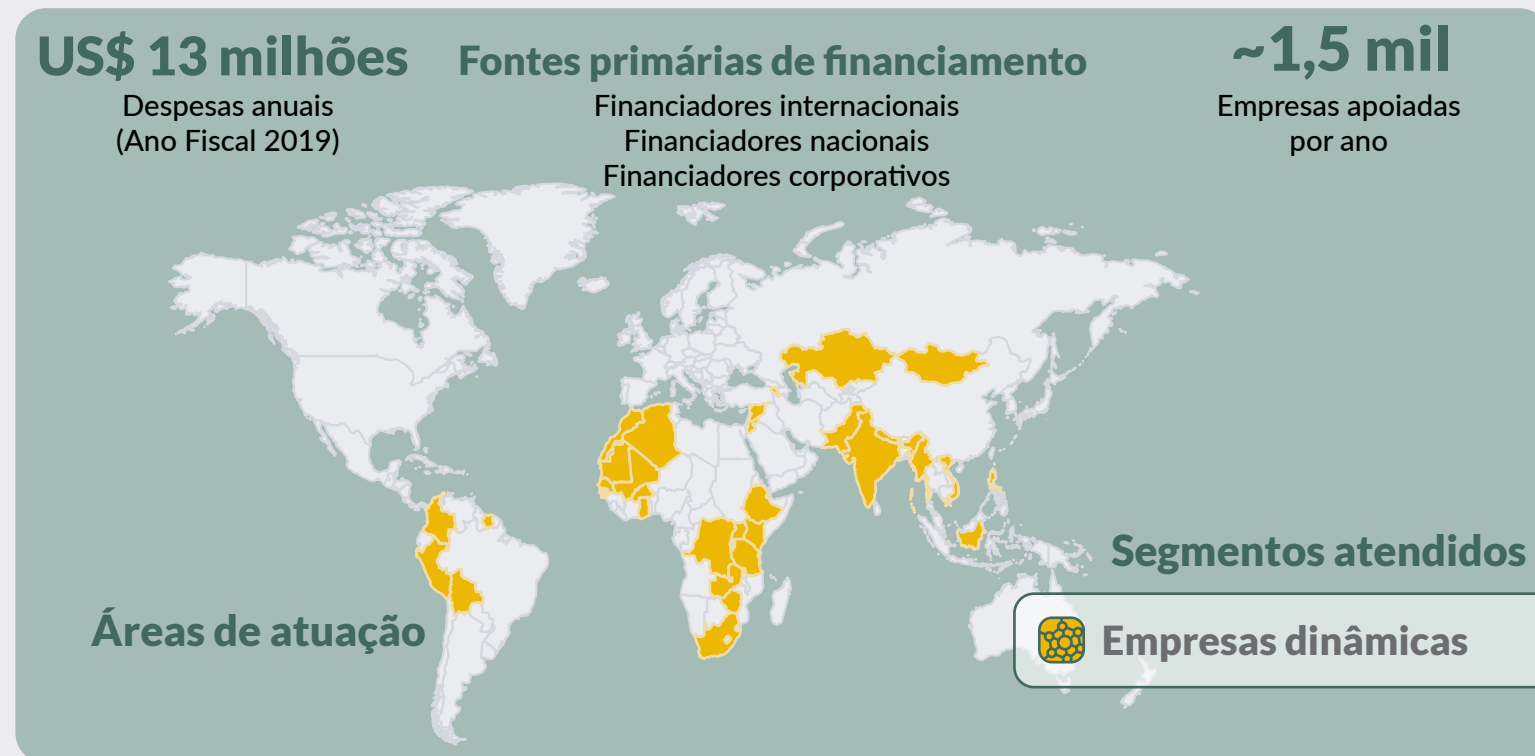 US$ 13 milhões
Despesas anuais
(Ano Fiscal 2019)
Fontes primárias de financiamento
Financiadores internacionais
Financiadores nacionais
Financiadores corporativos
~1,5 mil
Empresas apoiadas
por ano
Áreas de atuação
Segmentos atendidos
Empresas dinâmicas